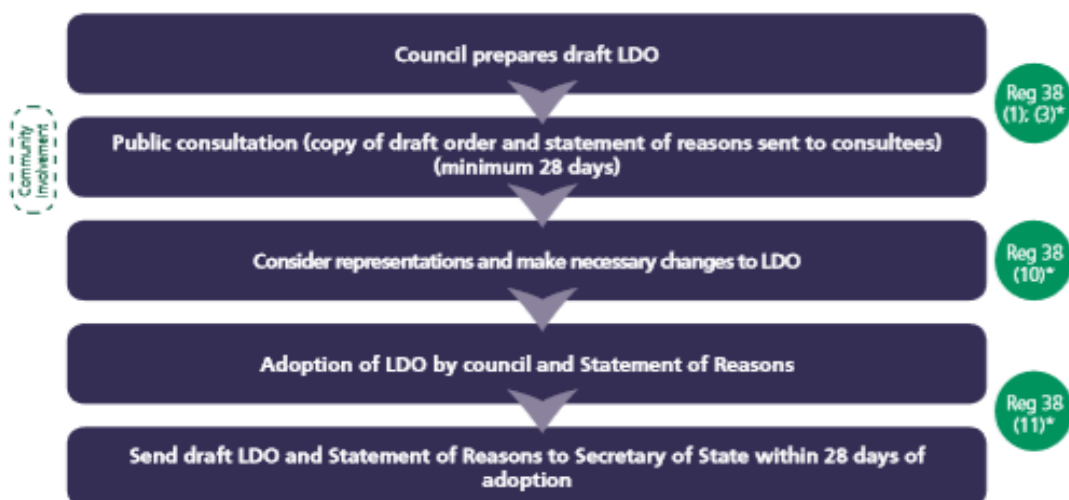 Council prepares draft LDO
Reg 38
(1); (3)*
Community
Involvement
Public consultation (copy of draft order and statement of reasons sent to consultees)
(minimum 28 days)
Consider representations and make necessary changes to LDO
Reg 38
(10)*
Adoption of LDO by council and Statement of Reasons
Reg 38
(11)*
Send draft LDO and Statement of Reasons to Secretary of State within 28 days of
adoption